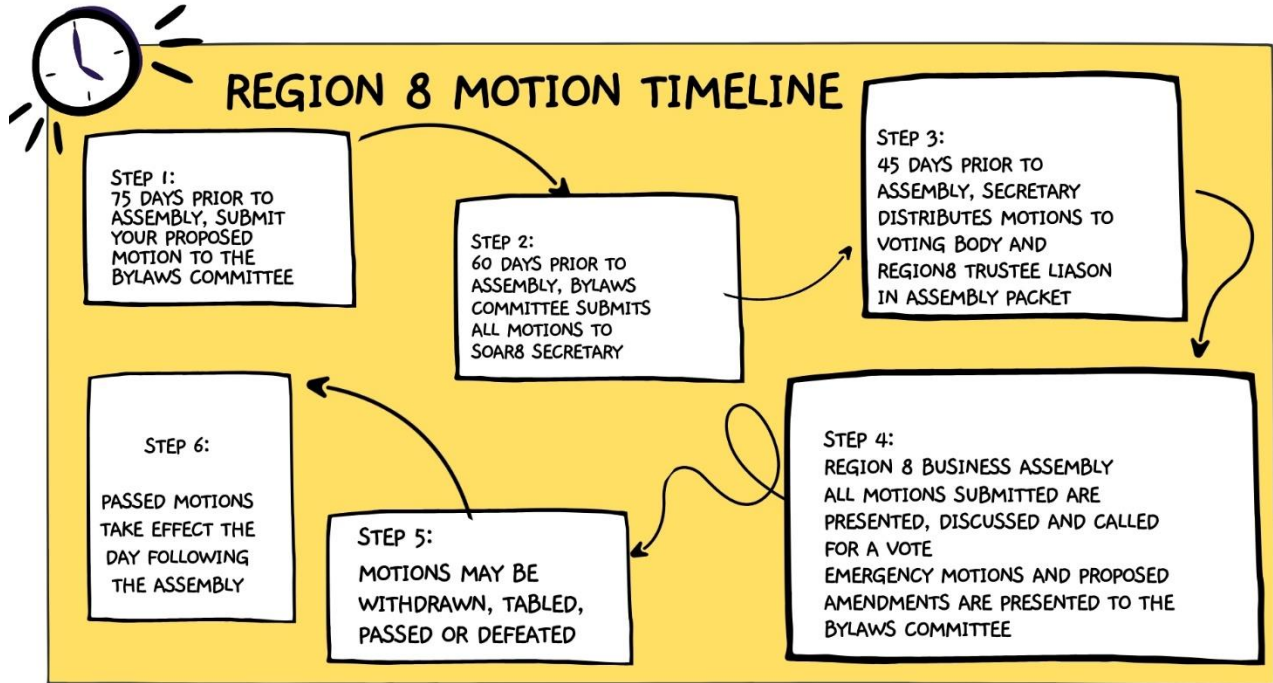 REGION 8 MOTION TIMELINE
STEP 1:
75 DAYS PRIOR TO
ASSEMBLY, SUBMIT
YOUR PROPOSED
MOTION TO THE
BYLAWS COMMITTEE
STEP 2:
60 DAYS PRIOR TO
ASSEMBLY, BYLAWS
COMMITTEE SUBMITS
ALL MOTIONS TO
SOAR8 SECRETARY
STEP 3:
45 DAYS PRIOR TO
ASSEMBLY, SECRETARY
DISTRIBUTES MOTIONS TO
VOTING BODY AND
REGION8 TRUSTEE LIASON
IN ASSEMBLY PACKET
STEP 4:
REGION 8 BUSINESS ASSEMBLY
ALL MOTIONS SUBMITTED ARE
PRESENTED, DISCUSSED AND CALLED
FOR A VOTE
EMERGENCY MOTIONS AND PROPOSED
AMENDMENTS ARE PRESENTED TO THE
BYLAWS COMMITTEE
STEP 5:
MOTIONS MAY BE
WITHDRAWN, TABLED,
PASSED OR DEFEATED
STEP 6:
PASSED MOTIONS
TAKE EFFECT THE
DAY FOLLOWING
THE ASSEMBLY